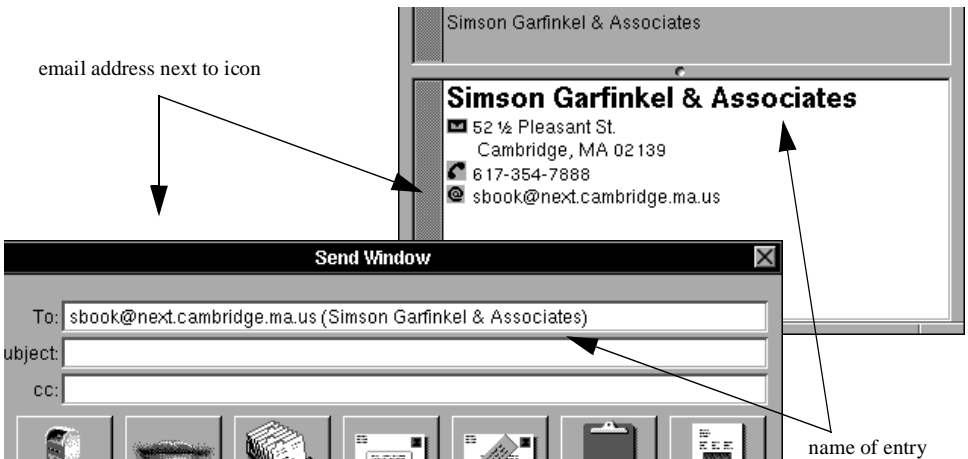 Simson Garfinkel & Associates
email address next to icon
Simson Garfinkel & Associates
52 ½ Pleasant St.
Cambridge, MA 02139
617-354-7888
sbook@next.cambridge.ma.us
Send Window
To: sbook@next.cambridge.ma.us (Simson Garfinkel & Associates)
ubject:
cc:
name of entry